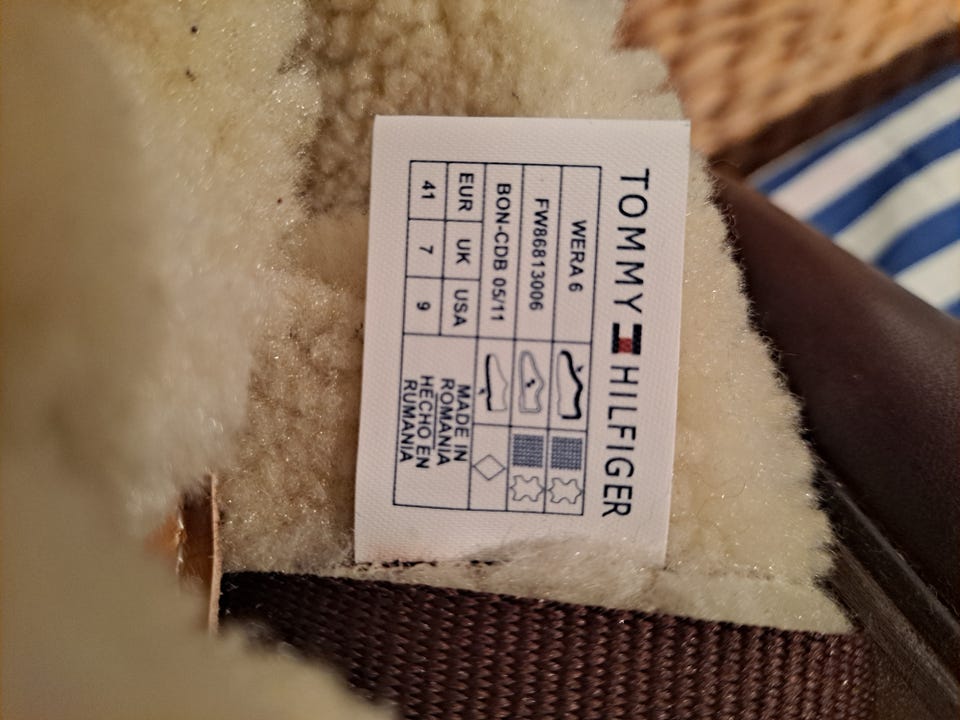 TOMMY HILFIGER
WERA 6
FW86813006
BON-CDB 05/11
EUR UK USA
41 7 9
MADE IN
ROMANIA
HECHO EN
RUMANIA